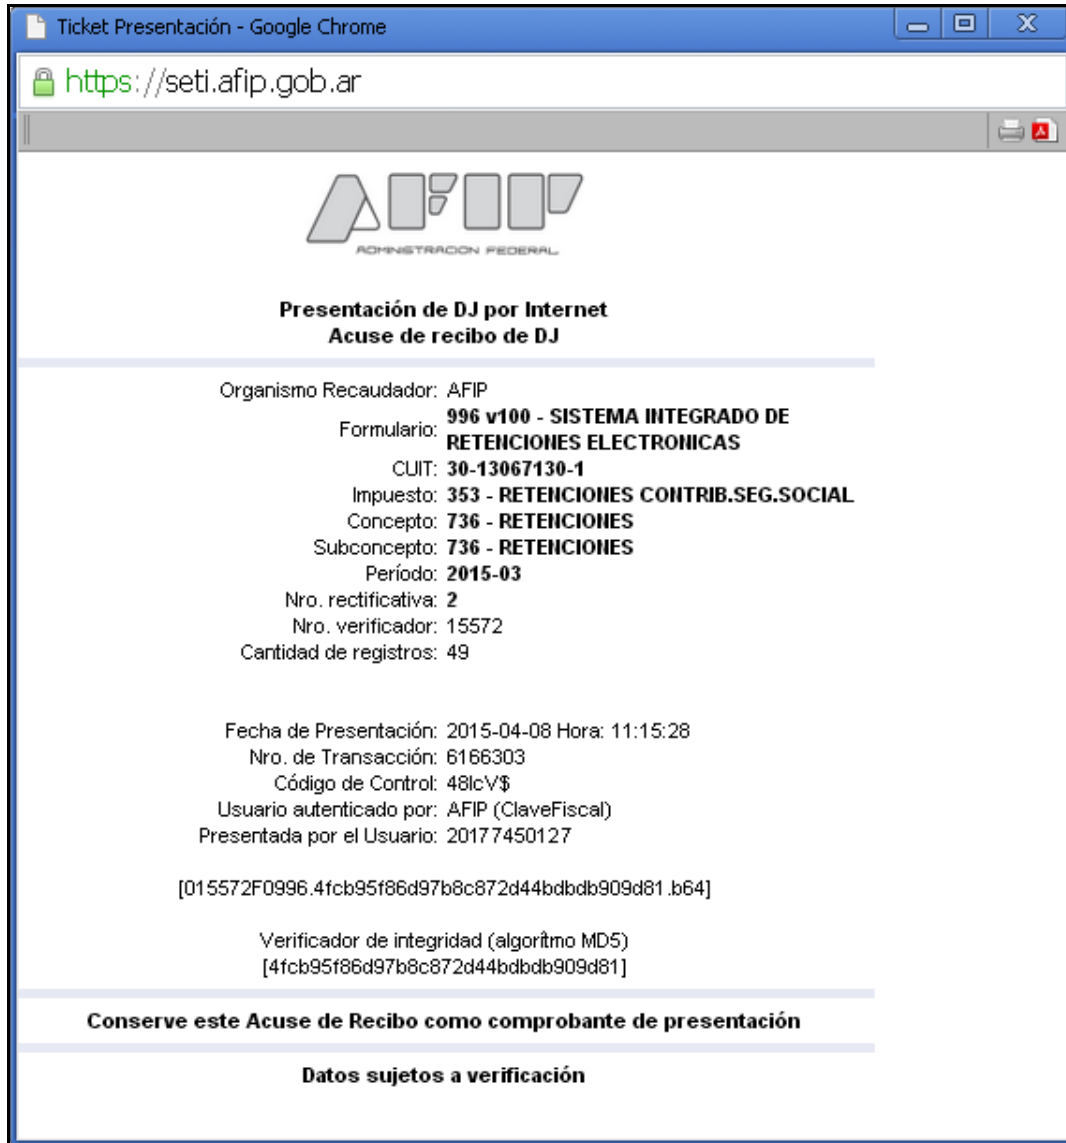 Ticket Presentación - Google Chrome
https://seti.afip.gob.ar
AFIP
ADMINISTRACION FEDERAL
Presentación de DJ por Internet
Acuse de recibo de DJ
Organismo Recaudador: AFIP
Formulario: 996 v100 - SISTEMA INTEGRADO DE
RETENCIONES ELECTRONICAS
CUIT: 30-13067130-1
Impuesto: 353 - RETENCIONES CONTRIB.SEG.SOCIAL
Concepto: 736 - RETENCIONES
Subconcepto: 736 - RETENCIONES
Período: 2015-03
Nro. rectificativa: 2
Nro. verificador: 15572
Cantidad de registros: 49
Fecha de Presentación: 2015-04-08 Hora: 11:15:28
Nro. de Transacción: 6166303
Código de Control: 48lcV$
Usuario autenticado por: AFIP (ClaveFiscal)
Presentada por el Usuario: 20177450127
[015572F0996.4fcb95f86d97b8c872d44bdbdb909d81.b64]
Verificador de integridad (algorítmo MD5)
[4fcb95f86d97b8c872d44bdbdb909d81]
Conserve este Acuse de Recibo como comprobante de presentación
Datos sujetos a verificación